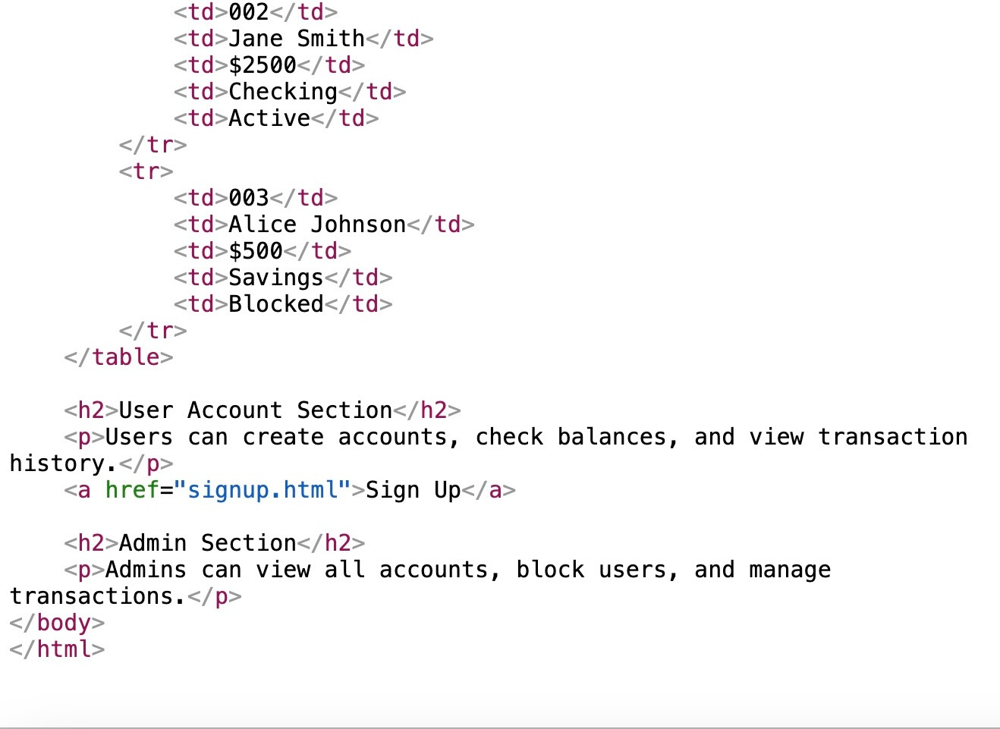 <td>002</td>
<td>Jane Smith</td>
<td>$2500</td>
<td>Checking</td>
<td>Active</td>
</tr>
<tr>
<td>003</td>
<td>Alice Johnson</td>
<td>$500</td>
<td>Savings</td>
<td>Blocked</td>
</tr>
</table>
<h2>User Account Section</h2>
<p>Users can create accounts, check balances, and view transaction
history.</p>
<a href="signup.html">Sign Up</a>
<h2>Admin Section</h2>
<p>Admins can view all accounts, block users, and manage
transactions.</p>
</body>
</html>